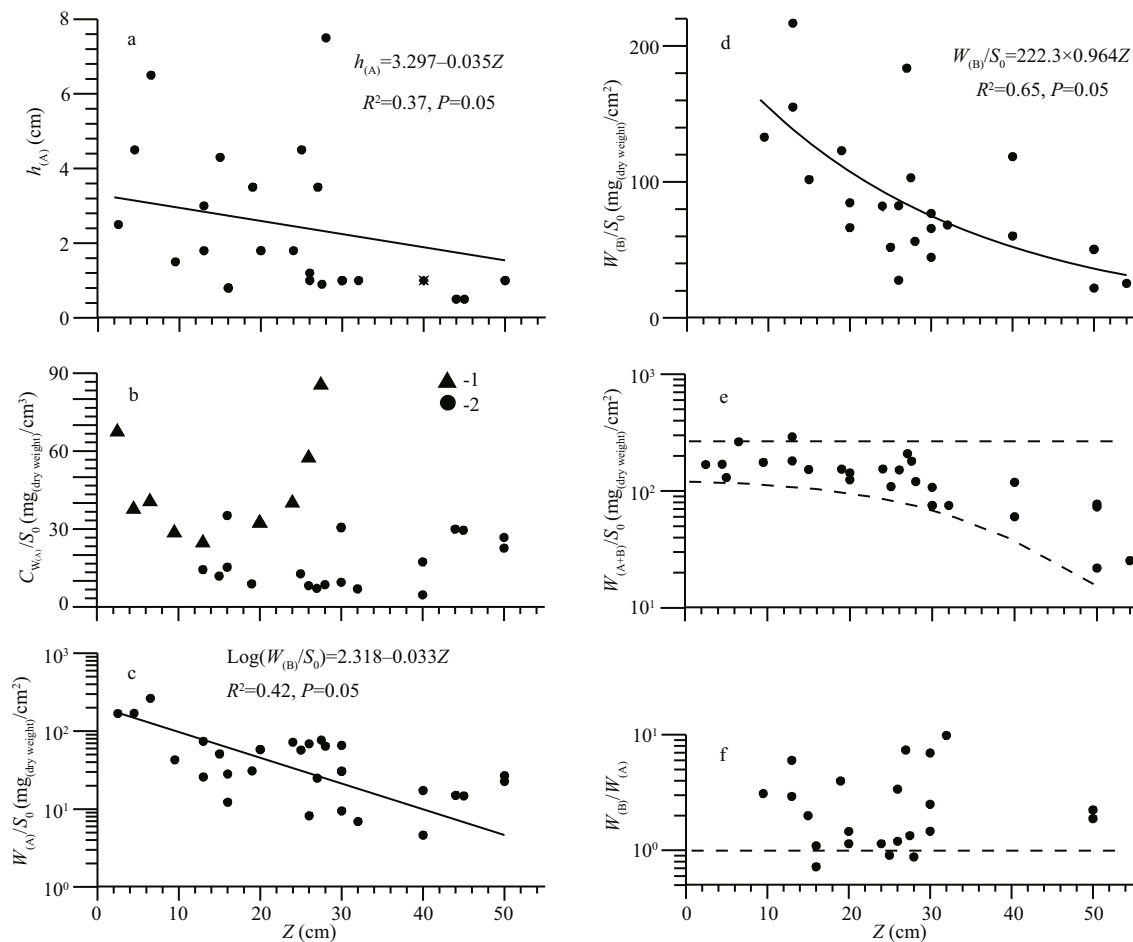 a
h(A)=3.297–0.035Z
R²=0.37, P=0.05
h(A) (cm)
8
6
4
2
0
b
-1
-2
C_W(A)/S₀ (mg(dry weight)/cm³)
90
60
30
0
c
Log(W(B)/S₀)=2.318–0.033Z
R²=0.42, P=0.05
W(A)/S₀ (mg(dry weight)/cm²)
10³
10²
10¹
10⁰
0 10 20 30 40 50
Z (cm)
d
W(B)/S₀=222.3×0.964Z
R²=0.65, P=0.05
W(B)/S₀ (mg(dry weight)/cm²)
200
100
0
e
W(A+B)/S₀ (mg(dry weight)/cm²)
10³
10²
10¹
f
W(B)/W(A)
10¹
10⁰
0 10 20 30 40 50
Z (cm)